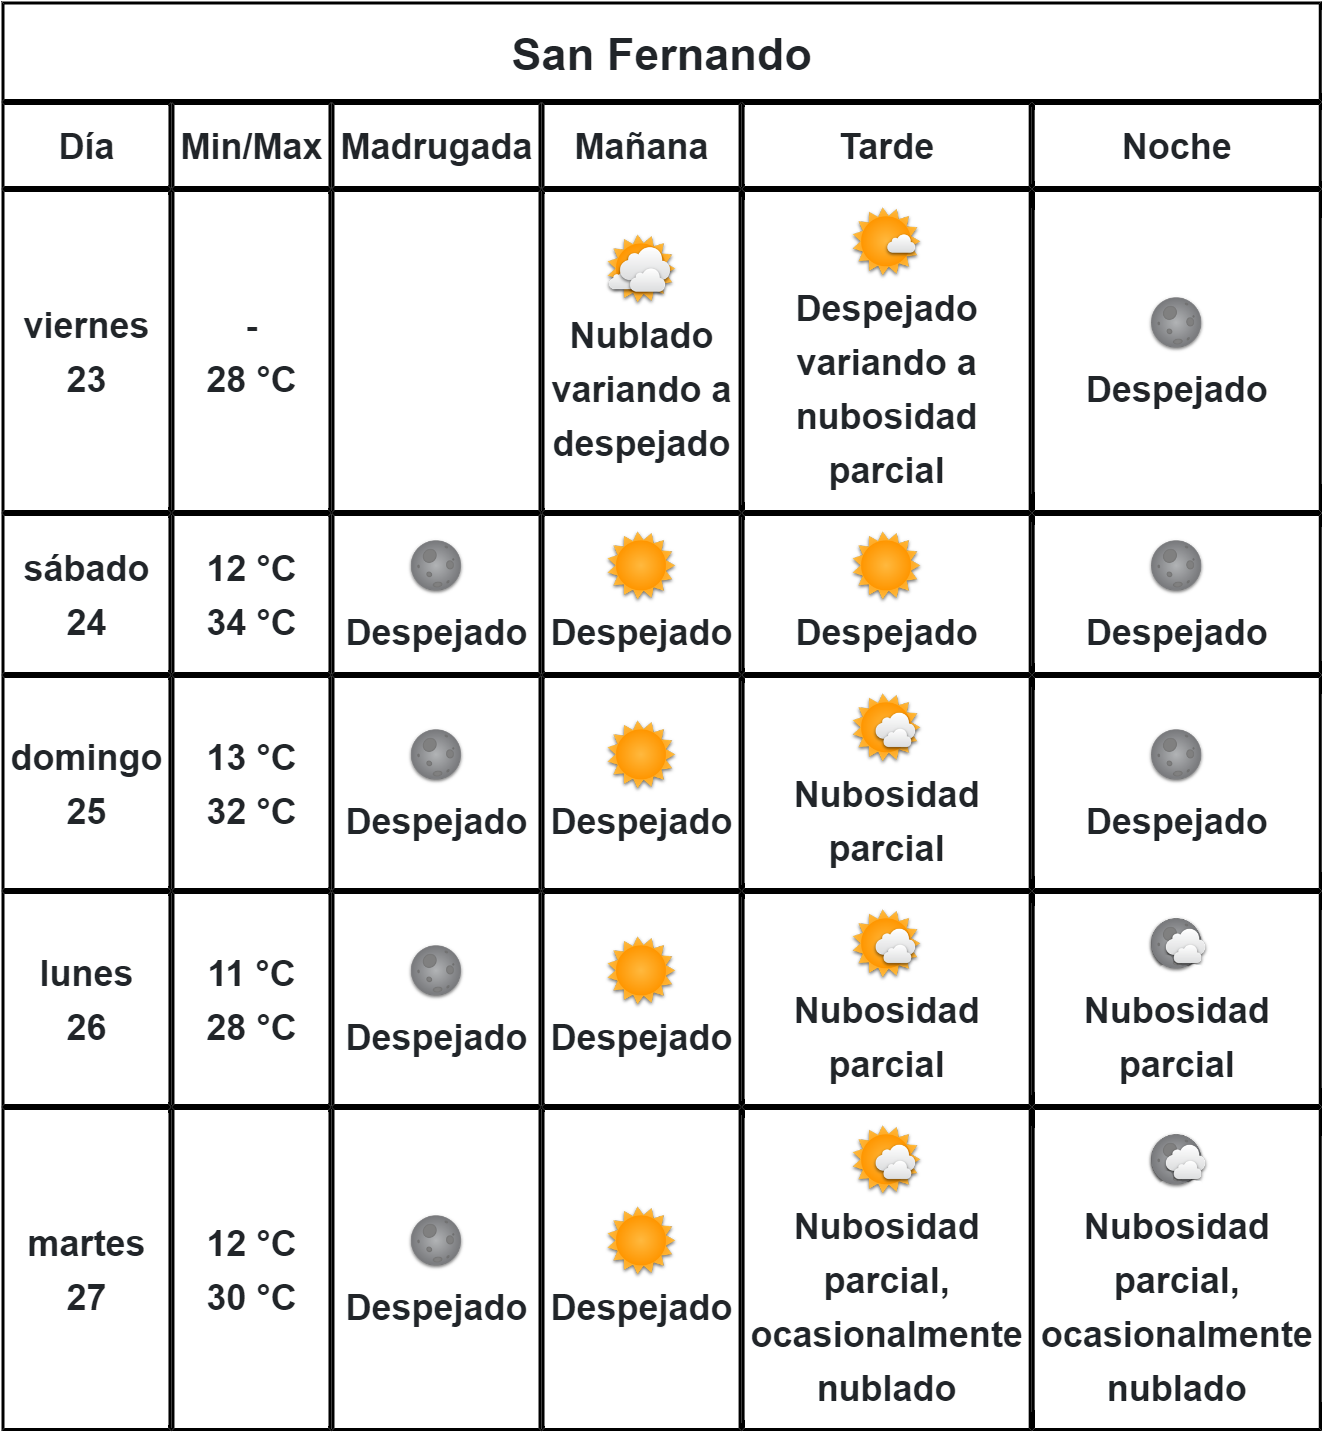 San Fernando
Día Min/Max Madrugada Mañana Tarde Noche
viernes
23
-
28 °C
Nublado
variando a
despejado
Despejado
variando a
nubosidad
parcial
Despejado
sábado
24
12 °C
34 °C
Despejado
Despejado
Despejado
Despejado
domingo
25
13 °C
32 °C
Despejado
Despejado
Nubosidad
parcial
Despejado
lunes
26
11 °C
28 °C
Despejado
Despejado
Nubosidad
parcial
Nubosidad
parcial
martes
27
12 °C
30 °C
Despejado
Despejado
Nubosidad
parcial,
ocasionalmente
nublado
Nubosidad
parcial,
ocasionalmente
nublado